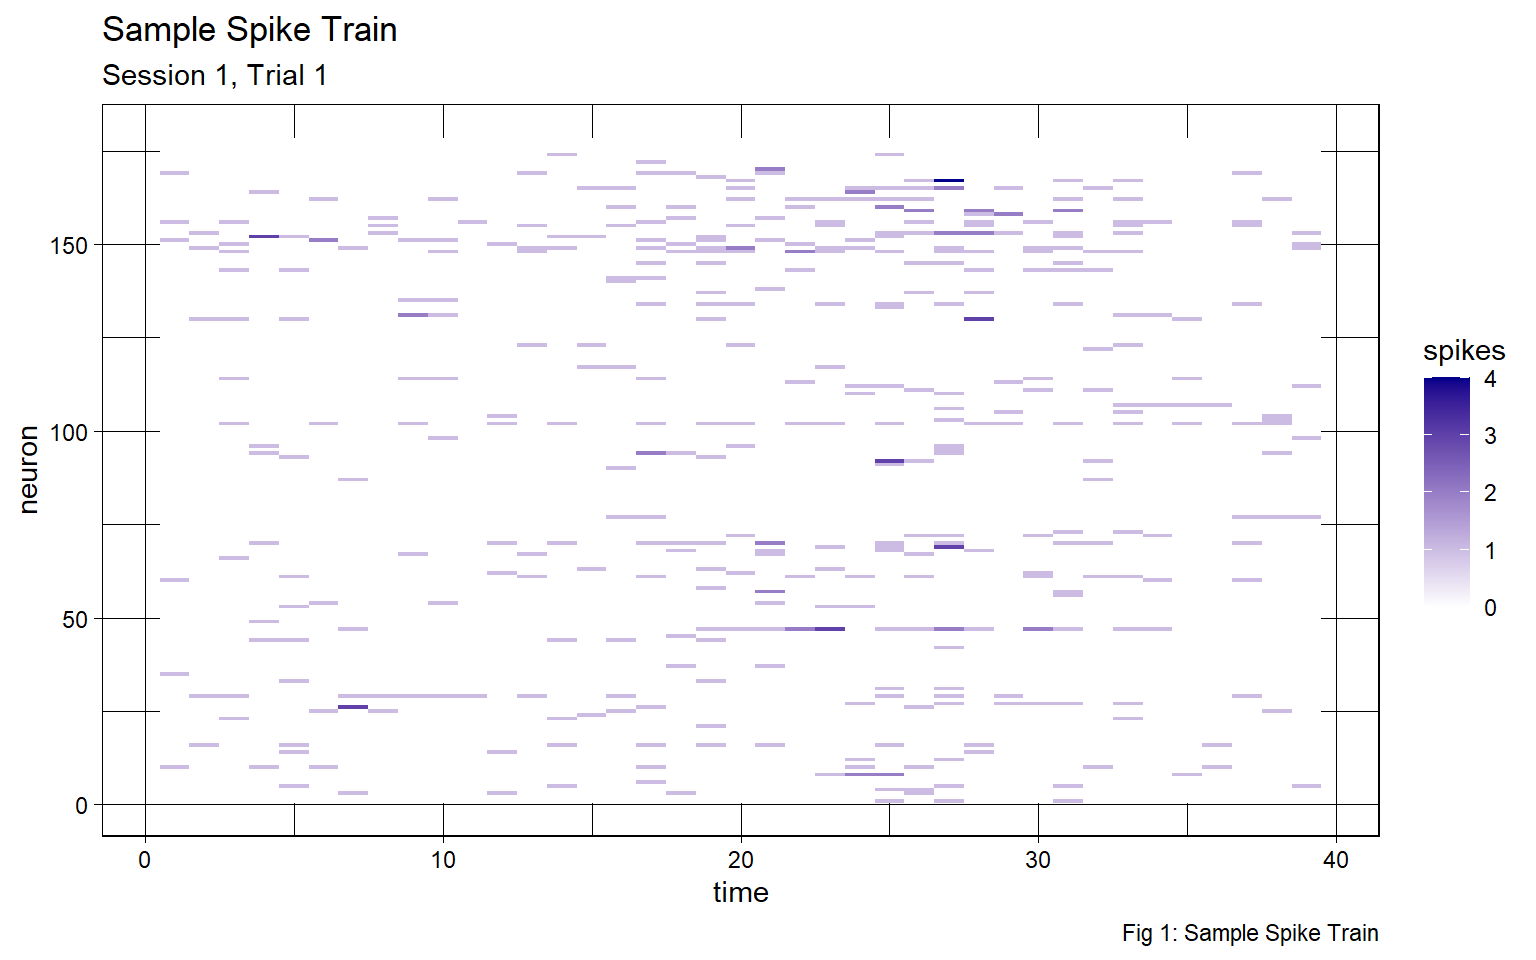 Sample Spike Train
Session 1, Trial 1
neuron
150
100
50
0
0 10 20 30 40
time
spikes
4
3
2
1
0
Fig 1: Sample Spike Train